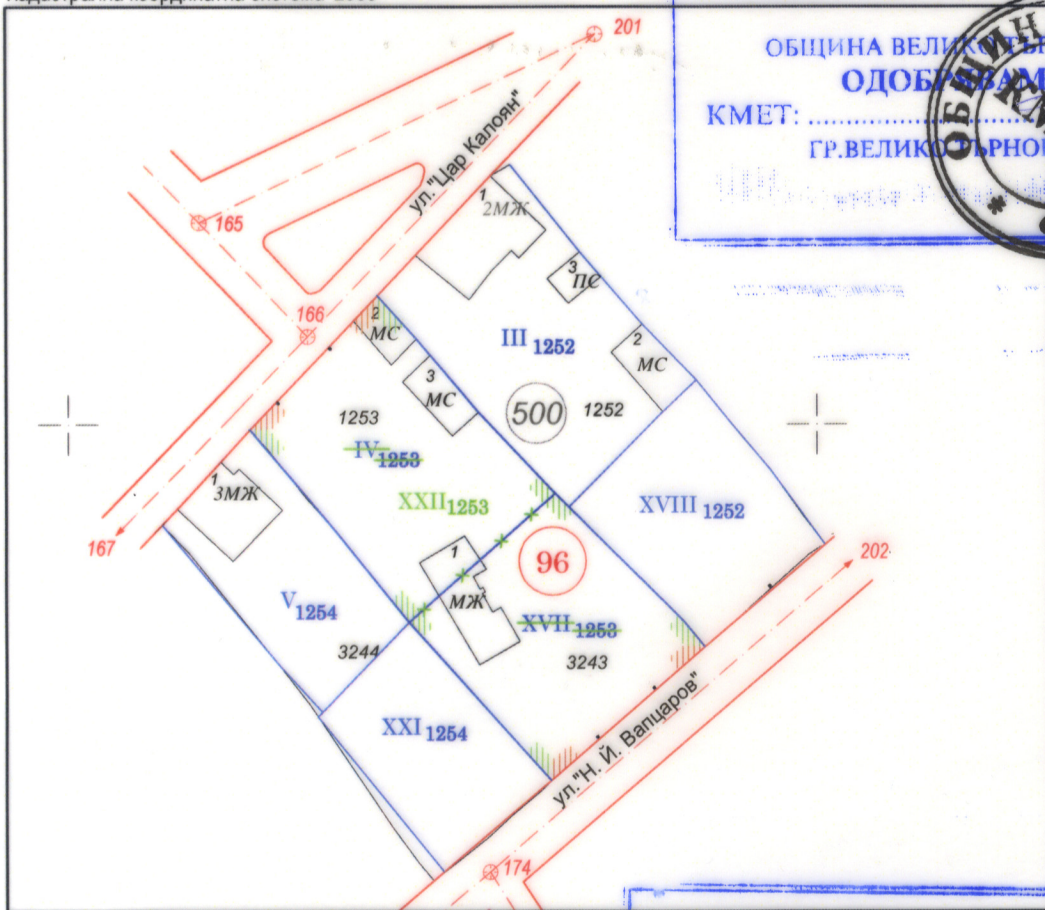 201
ОБЩИНА ВЕЛИКО
ОДОБРЯВАМ
КМЕТ:
ГР.ВЕЛИКО
ул."Цар Калоян"
165
166
1
2МЖ
3
ПС
2
МС
III 1252
2
МС
3
МС
500
1252
1253
IV 1253
XXII 1253
XVIII 1252
1
3МЖ
167
96
202
1
МЖ
XVII 1253
V 1254
3244
3243
XXI 1254
ул."Н. Й. Вапцаров"
174